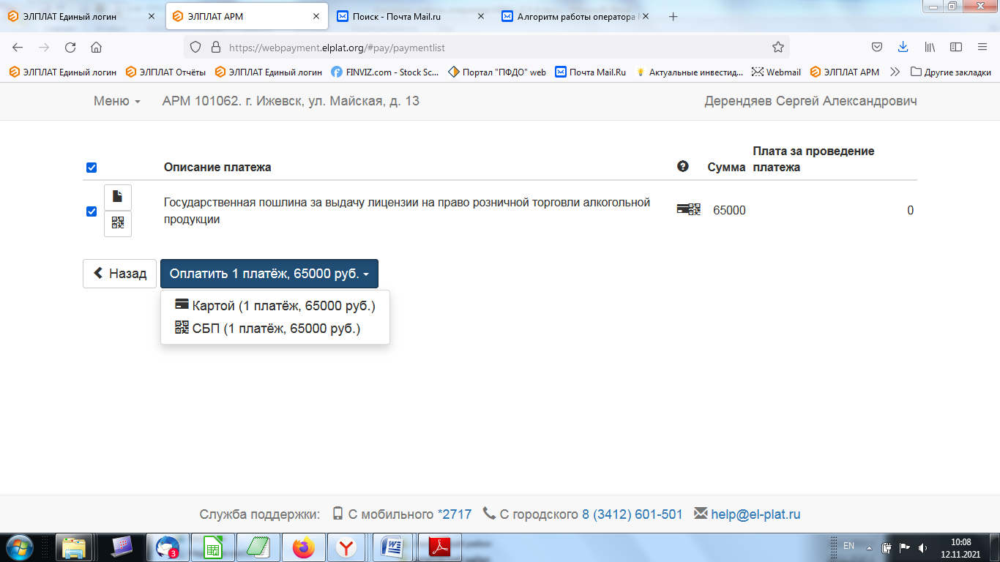 ЭЛПЛАТ Единый логин
ЭЛПЛАТ АРМ
Поиск - Почта Mail.ru
Алгоритм работы оператора
https://webpayment.elplat.org/#pay/paymentlist
ЭЛПЛАТ Единый логин
ЭЛПЛАТ Отчёты
ЭЛПЛАТ Единый логин
FINVIZ.com - Stock Sc...
Портал "ПФДО" web
Почта Mail.Ru
Актуальные инвестид...
Webmail
ЭЛПЛАТ АРМ
Другие закладки
Меню
АРМ 101062. г. Ижевск, ул. Майская, д. 13
Дерендяев Сергей Александрович
Описание платежа
Сумма
Плата за проведение
платежа
Государственная пошлина за выдачу лицензии на право розничной торговли алкогольной
продукции
65000
0
Назад
Оплатить 1 платёж, 65000 руб.
Картой (1 платёж, 65000 руб.)
СБП (1 платёж, 65000 руб.)
Служба поддержки: С мобильного *2717 С городского 8 (3412) 601-501 help@el-plat.ru
3
EN
10:08
12.11.2021